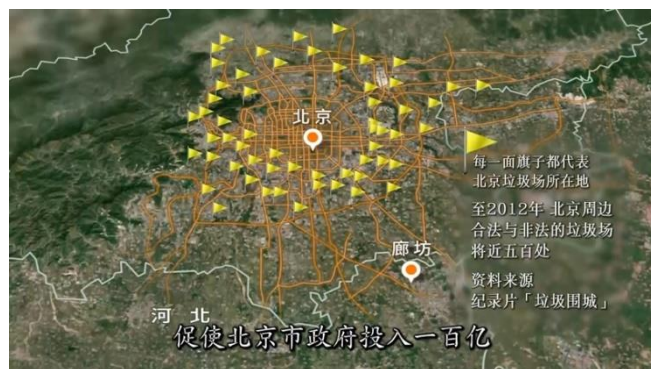 北京
每一面旗子都代表
北京垃圾场所在地
至2012年 北京周边
合法与非法的垃圾场
将近五百处
廊坊
资料来源
纪录片「垃圾围城」
河 北
促使北京市政府投入一百亿